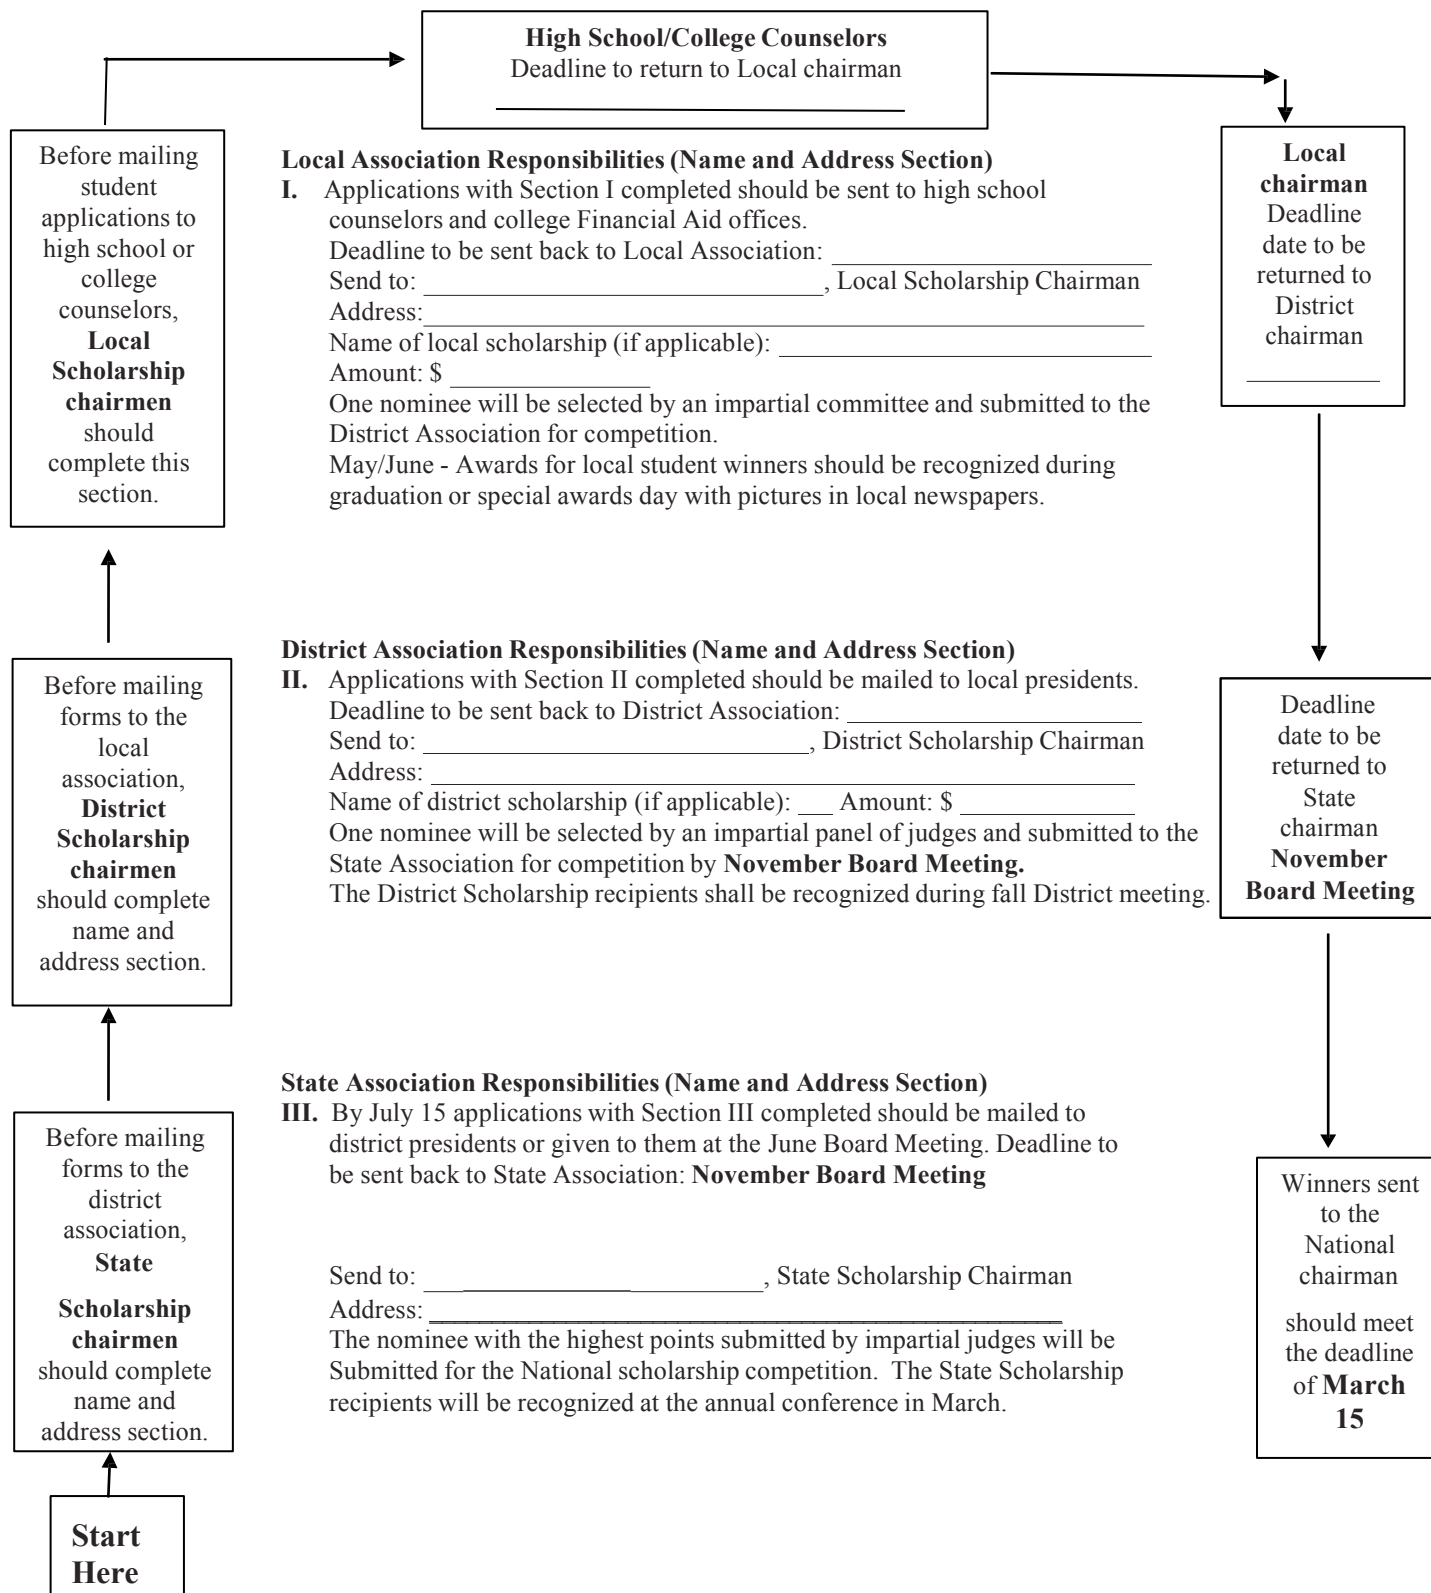 High School/College Counselors
Deadline to return to Local chairman
Before mailing
student
applications to
high school or
college
counselors,
Local
Scholarship
chairmen
should
complete this
section.
Local Association Responsibilities (Name and Address Section)
I. Applications with Section I completed should be sent to high school
counselors and college Financial Aid offices.
Deadline to be sent back to Local Association:
Send to: , Local Scholarship Chairman
Address:
Name of local scholarship (if applicable):
Amount: $
One nominee will be selected by an impartial committee and submitted to the
District Association for competition.
May/June - Awards for local student winners should be recognized during
graduation or special awards day with pictures in local newspapers.
Local
chairman
Deadline
date to be
returned to
District
chairman
Before mailing
forms to the
local
association,
District
Scholarship
chairmen
should complete
name and
address section.
District Association Responsibilities (Name and Address Section)
II. Applications with Section II completed should be mailed to local presidents.
Deadline to be sent back to District Association:
Send to: , District Scholarship Chairman
Address:
Name of district scholarship (if applicable): Amount: $
One nominee will be selected by an impartial panel of judges and submitted to the
State Association for competition by November Board Meeting.
The District Scholarship recipients shall be recognized during fall District meeting.
Deadline
date to be
returned to
State
chairman
November
Board Meeting
Before mailing
forms to the
district
association,
State
Scholarship
chairmen
should complete
name and
address section.
State Association Responsibilities (Name and Address Section)
III. By July 15 applications with Section III completed should be mailed to
district presidents or given to them at the June Board Meeting. Deadline to
be sent back to State Association: November Board Meeting
Send to: , State Scholarship Chairman
Address:
The nominee with the highest points submitted by impartial judges will be
Submitted for the National scholarship competition. The State Scholarship
recipients will be recognized at the annual conference in March.
Winners sent
to the
National
chairman
should meet
the deadline
of March
15
Start
Here